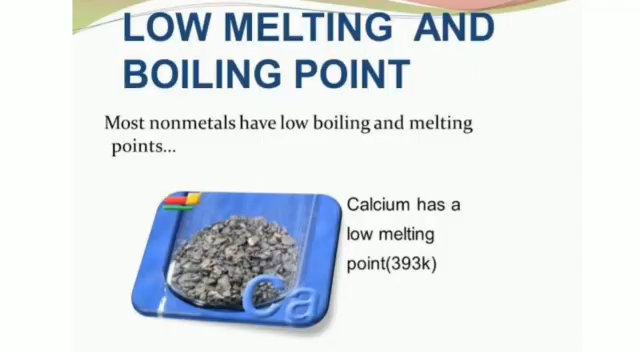 LOW MELTING AND
BOILING POINT
Most nonmetals have low boiling and melting
points...
Calcium has a
low melting
point(393k)
Ca